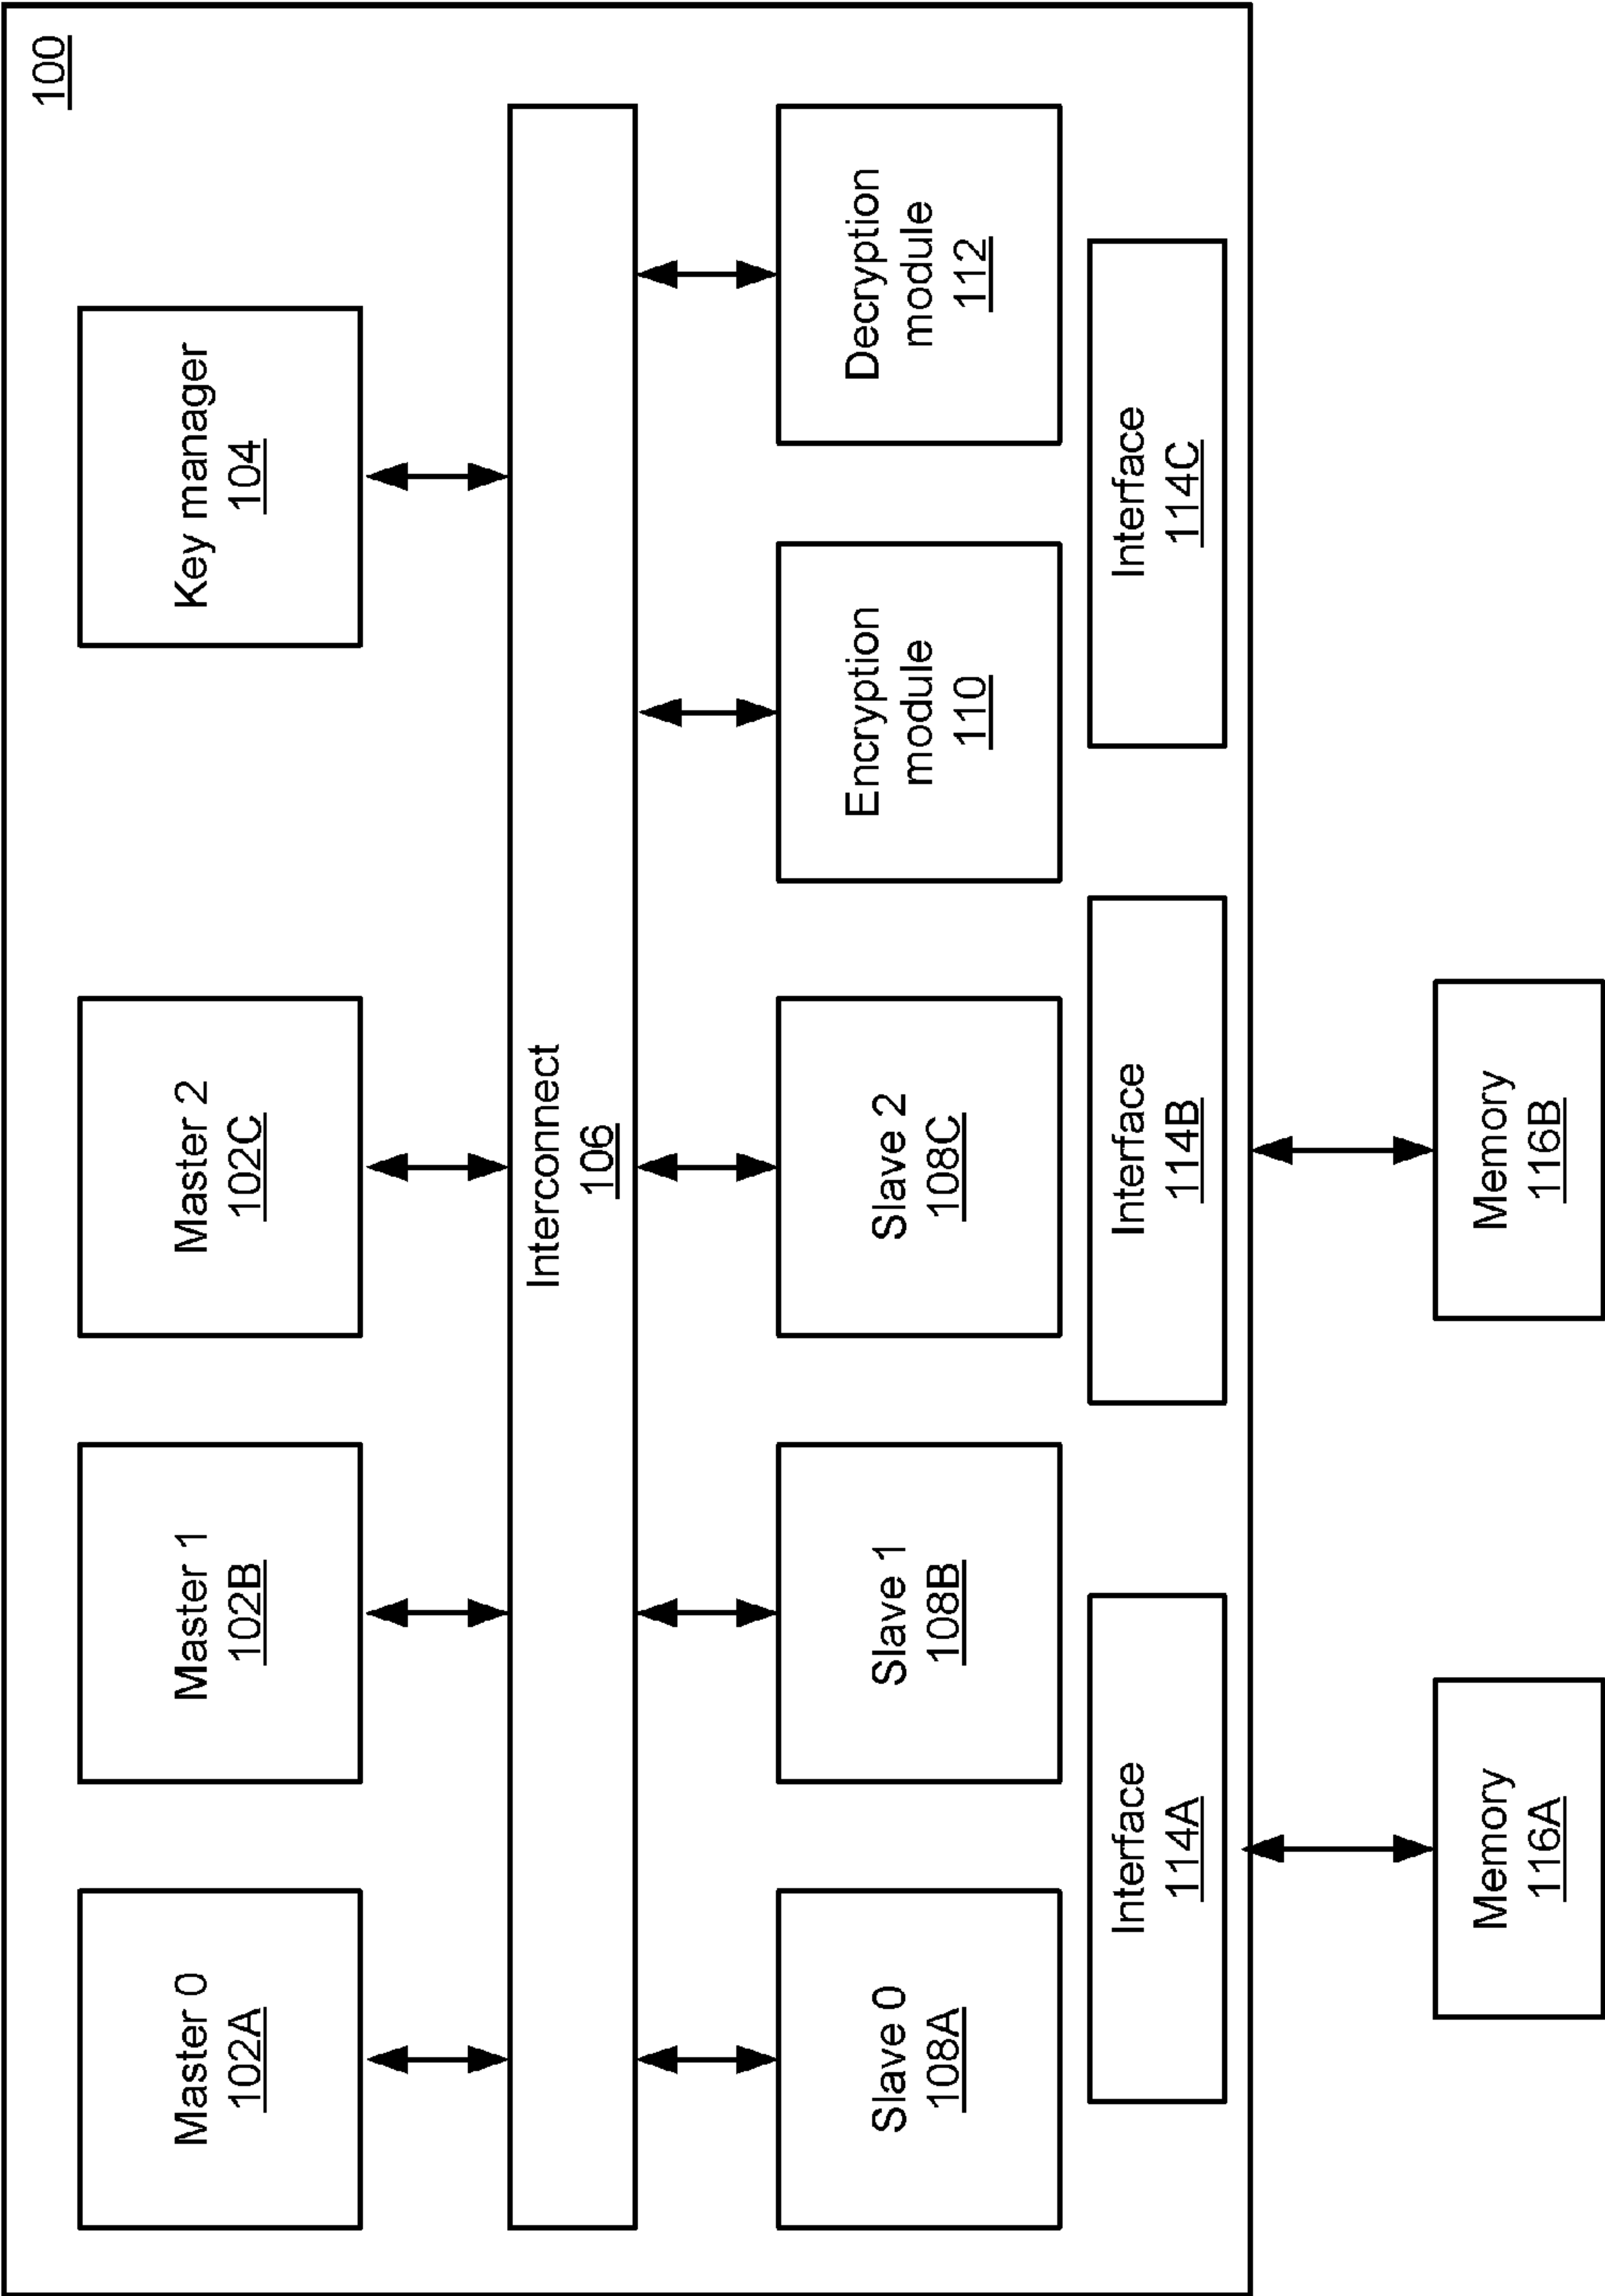 100
Master 0
102A
Master 1
102B
Master 2
102C
Key manager
104
Interconnect
106
Slave 0
108A
Slave 1
108B
Slave 2
108C
Encryption
module
110
Decryption
module
112
Interface
114A
Interface
114B
Interface
114C
Memory
116A
Memory
116B